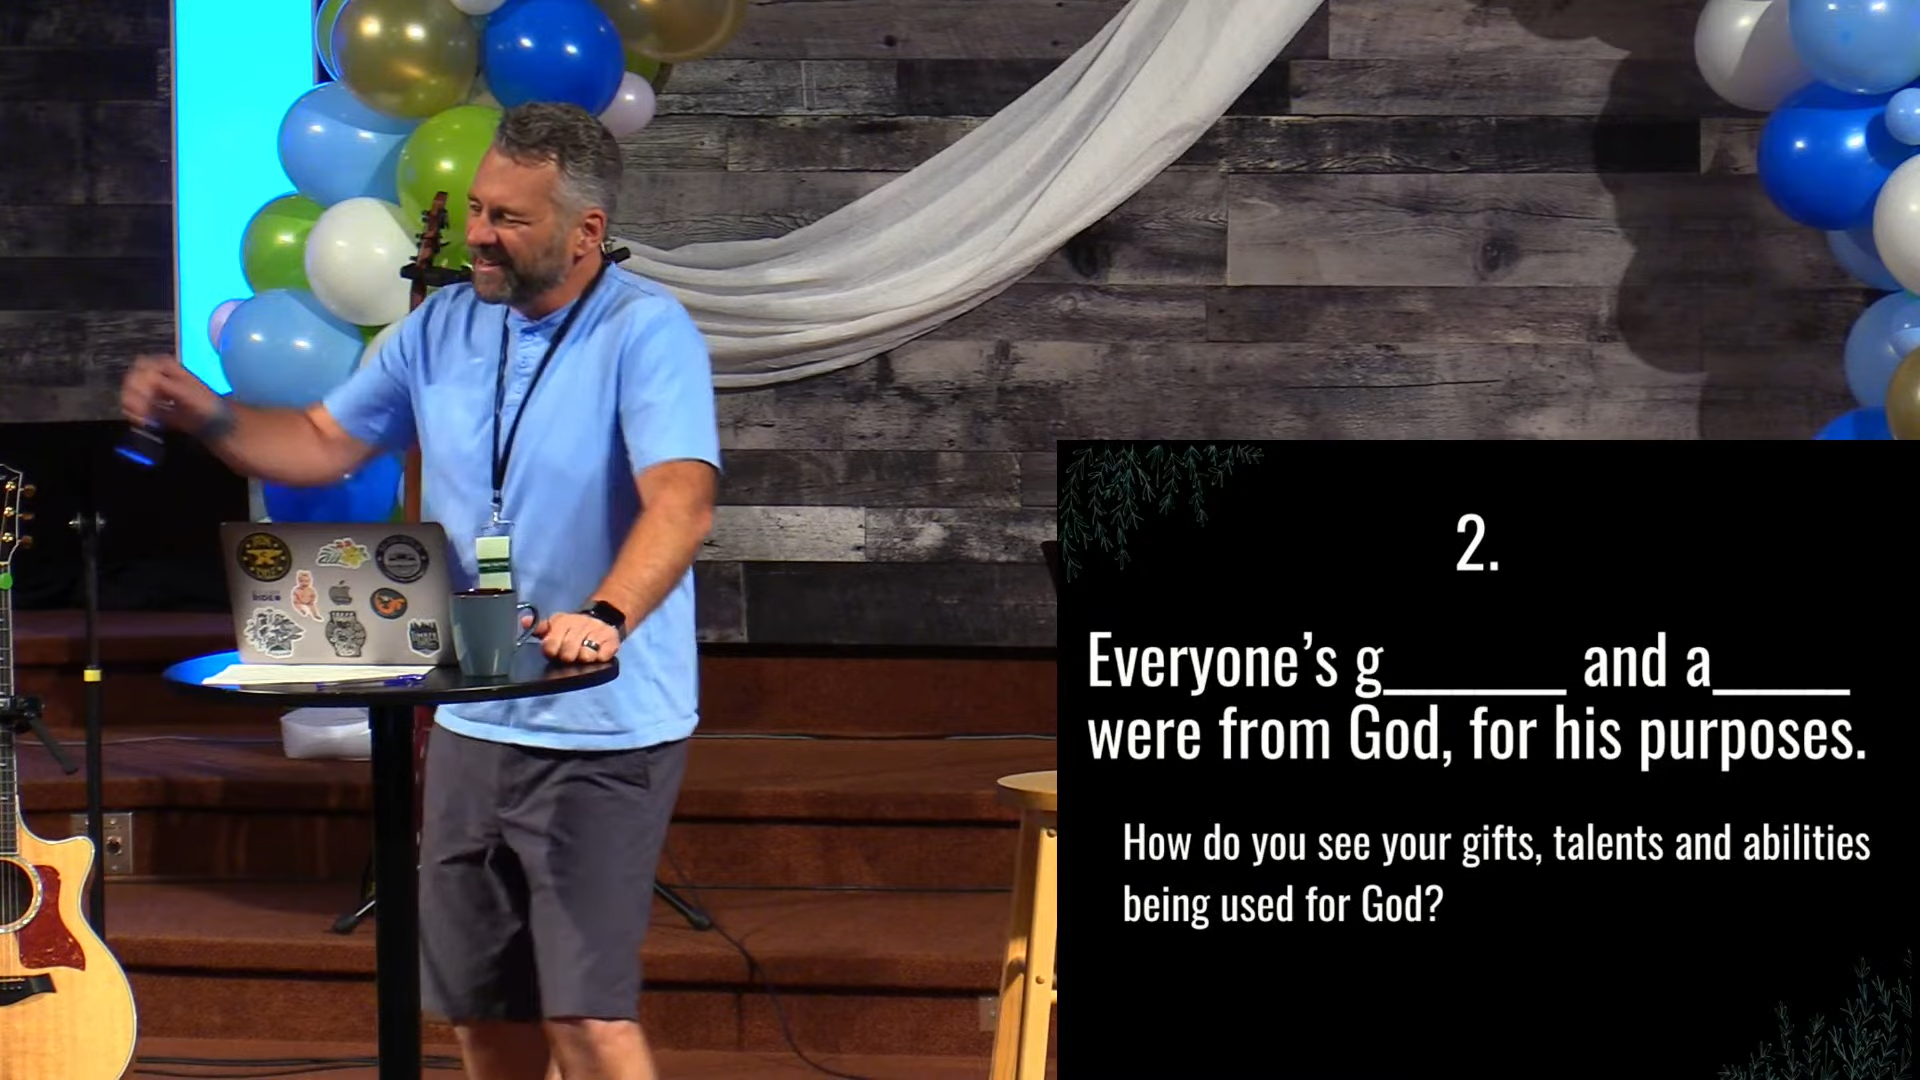 2.
Everyone’s g______ and a_____
were from God, for his purposes.
How do you see your gifts, talents and abilities
being used for God?